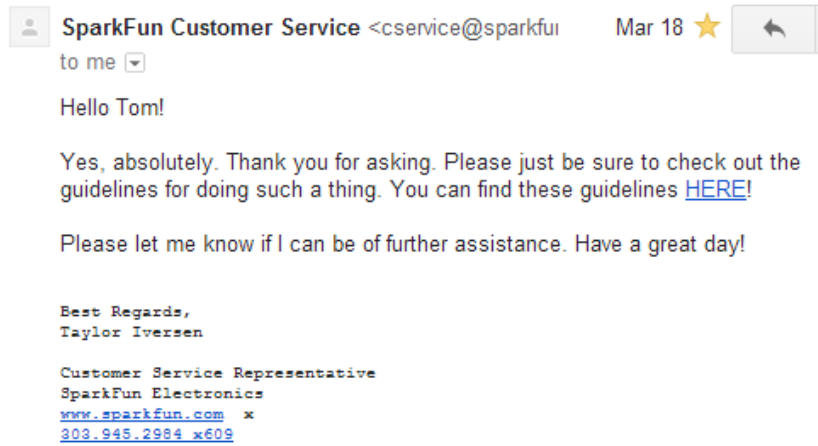 SparkFun Customer Service <cservice@sparkfu
Mar 18
to me
Hello Tom!
Yes, absolutely. Thank you for asking. Please just be sure to check out the
guidelines for doing such a thing. You can find these guidelines HERE!
Please let me know if I can be of further assistance. Have a great day!
Best Regards,
Taylor Iversen
Customer Service Representative
SparkFun Electronics
www.sparkfun.com x
303.945.2984 x609